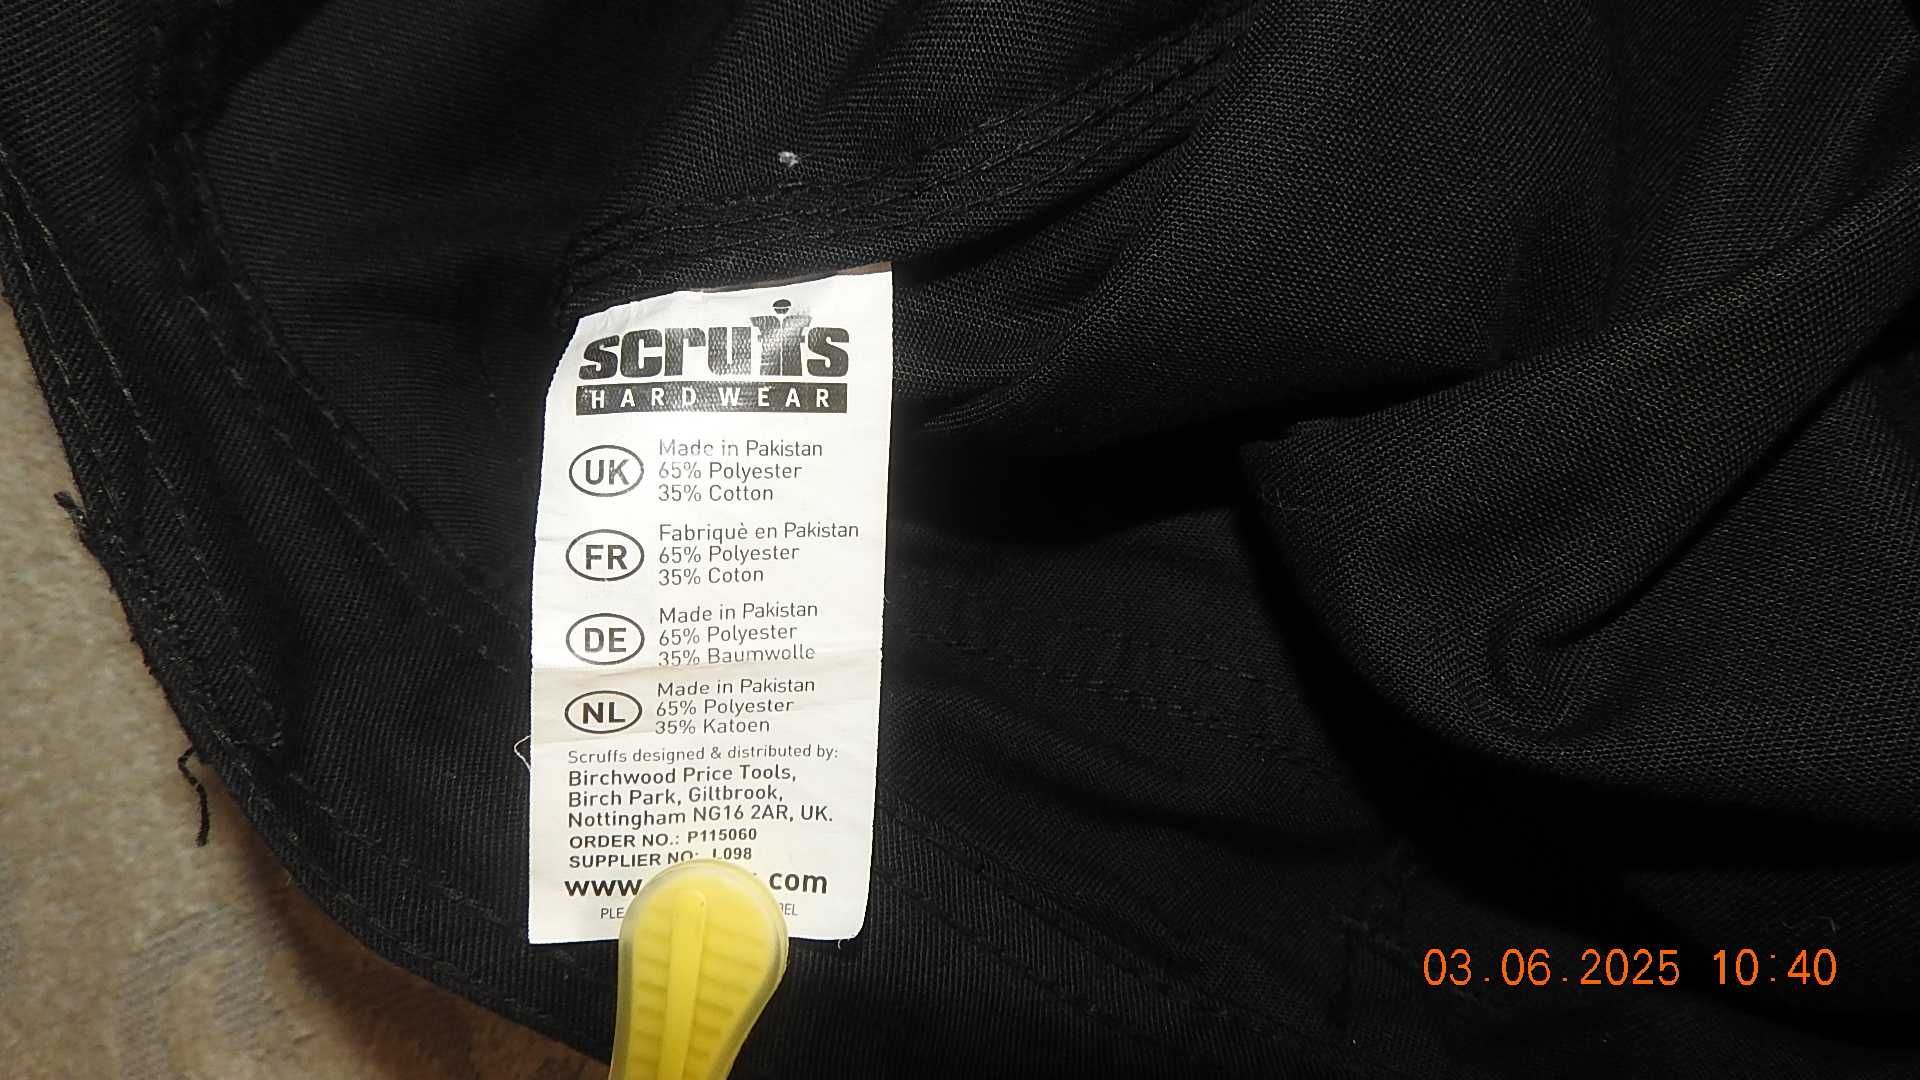 scruffs
HARDWEAR
UK
Made in Pakistan
65% Polyester
35% Cotton
FR
Fabriquè en Pakistan
65% Polyester
35% Coton
DE
Made in Pakistan
65% Polyester
35% Baumwolle
NL
Made in Pakistan
65% Polyester
35% Katoen
Scruffs designed & distributed by:
Birchwood Price Tools,
Birch Park, Giltbrook,
Nottingham NG16 2AR, UK.
ORDER NO.: P115060
SUPPLIER NO: L098
www. .com
03.06.2025 10:40